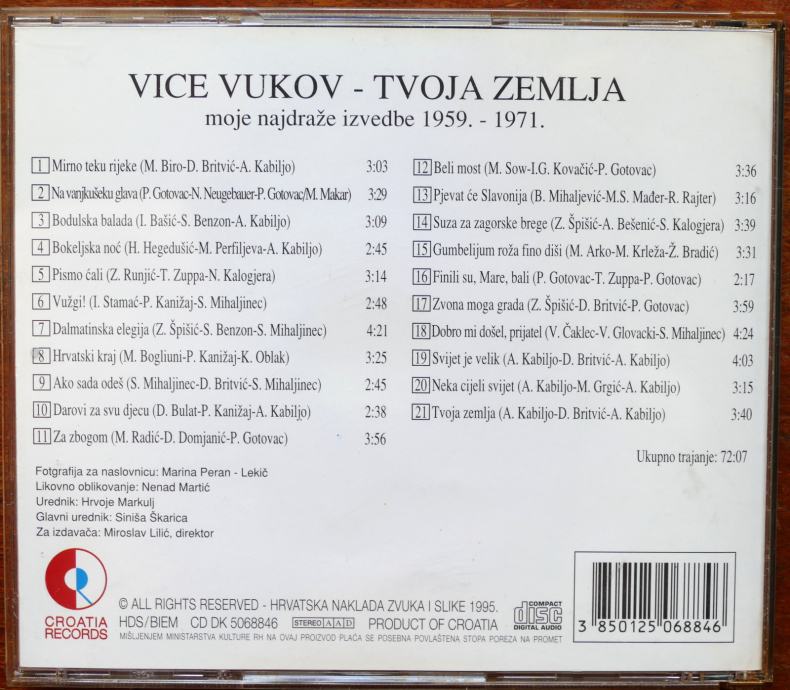 VICE VUKOV - TVOJA ZEMLJA
moje najdraže izvedbe 1959. - 1971.
1 Mirno teku rijeke (M. Biro-D. Britvić-A. Kabiljo) 3:03
2 Na vanjkušeku glava (P. Gotovac-N. Neugebauer-P. Gotovac/M. Makar) 3:29
3 Bodulska balada (I. Bašić-S. Benzon-A. Kabiljo) 3:09
4 Bokeljska noć (H. Hegedušić-M. Perfiljeva-A. Kabiljo) 2:45
5 Pismo ćali (Z. Runjić-T. Zuppa-N. Kalogjera) 3:14
6 Vužgi! (I. Stamać-P. Kanižaj-S. Mihaljinec) 2:48
7 Dalmatinska elegija (Z. Špišić-S. Benzon-S. Mihaljinec) 4:21
8 Hrvatski kraj (M. Bogliuni-P. Kanižaj-K. Oblak) 3:25
9 Ako sada odeš (S. Mihaljinec-D. Britvić-S. Mihaljinec) 2:45
10 Darovi za svu djecu (D. Bulat-P. Kanižaj-A. Kabiljo) 2:38
11 Za zbogom (M. Radić-D. Domjanić-P. Gotovac) 3:56
12 Beli most (M. Sow-I.G. Kovačić-P. Gotovac) 3:36
13 Pjevat će Slavonija (B. Mihaljević-M.S. Mađer-R. Rajter) 3:16
14 Suza za zagorske brege (Z. Špišić-A. Bešenić-S. Kalogjera) 3:39
15 Gumbelijum roža fino diši (M. Arko-M. Krleža-Ž. Bradić) 3:31
16 Finili su, Mare, bali (P. Gotovac-T. Zuppa-P. Gotovac) 2:17
17 Zvona moga grada (Z. Špišić-D. Britvić-P. Gotovac) 3:59
18 Dobro mi došel, prijatel (V. Čaklec-V. Glovacki-S. Mihaljinec) 4:24
19 Svijet je velik (A. Kabiljo-D. Britvić-A. Kabiljo) 4:03
20 Neka cijeli svijet (A. Kabiljo-M. Grgić-A. Kabiljo) 3:15
21 Tvoja zemlja (A. Kabiljo-D. Britvić-A. Kabiljo) 3:40
Ukupno trajanje: 72:07
Fotgrafija za naslovnicu: Marina Peran - Lekič
Likovno oblikovanje: Nenad Martić
Urednik: Hrvoje Markulj
Glavni urednik: Siniša Škarica
Za izdavača: Miroslav Lilić, direktor
CROATIA
RECORDS
© ALL RIGHTS RESERVED - HRVATSKA NAKLADA ZVUKA I SLIKE 1995.
HDS/BIEM CD DK 5068846 STEREO AAD PRODUCT OF CROATIA
MIŠLJENJEM MINISTARSTVA KULTURE RH NA OVAJ PROIZVOD PLAĆA SE POSEBNA POVLAŠTENA STOPA POREZA NA PROMET
COMPACT
disc
DIGITAL AUDIO
3 850125 068846